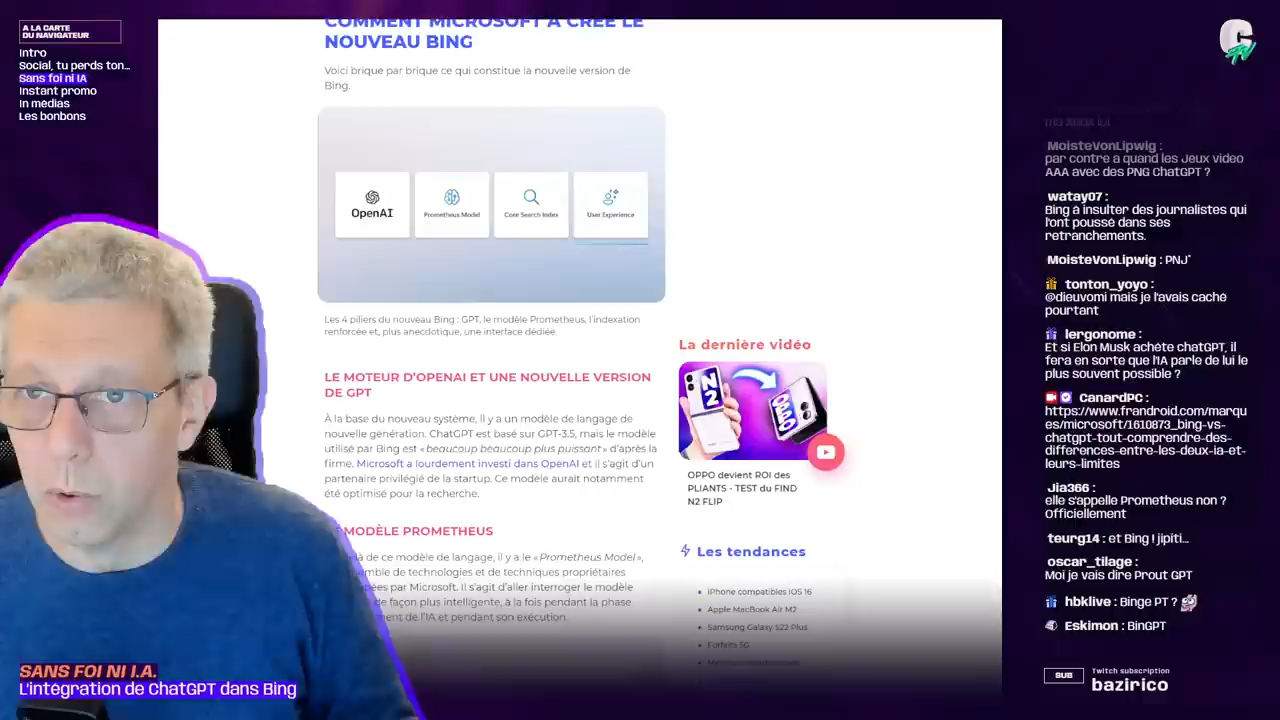 A LA CARTE
DU NAVIGATEUR
Intro
Social, tu perds ton...
Sans foi ni IA
Instant promo
In médias
Les bonbons
COMMENT MICROSOFT A CRÉÉ LE
NOUVEAU BING
Voici brique par brique ce qui constitue la nouvelle version de
Bing.
OpenAI
Prometheus Model
Core Search Index
User Experience
Les 4 piliers du nouveau Bing : GPT, le modèle Prometheus, l'indexation
renforcée et, plus anecdotique, une interface dédiée.
LE MOTEUR D'OPENAI ET UNE NOUVELLE VERSION
DE GPT
À la base du nouveau système, il y a un modèle de langage de
nouvelle génération. ChatGPT est basé sur GPT-3.5, mais le modèle
utilisé par Bing est « beaucoup beaucoup plus puissant » d'après la
firme. Microsoft a lourdement investi dans OpenAI et il s'agit d'un
partenaire privilégié de la startup. Ce modèle aurait notamment
été optimisé pour la recherche.
MODÈLE PROMETHEUS
là de ce modèle de langage, il y a le « Prometheus Model »,
emble de technologies et de techniques propriétaires
pées par Microsoft. Il s'agit d'aller interroger le modèle
de façon plus intelligente, à la fois pendant la phase
ement de l'IA et pendant son exécution.
La dernière vidéo
N2
OPPO
OPPO devient ROI des
PLIANTS - TEST du FIND
N2 FLIP
Les tendances
iPhone compatibles iOS 16
Apple MacBook Air M2
Samsung Galaxy S22 Plus
Forfaits 5G
C TV
MoisteVonLipwig :
par contre a quand les Jeux video
AAA avec des PNG ChatGPT ?
watay07 :
Bing a insulter des journalistes qui
l'ont poussé dans ses
retranchements.
MoisteVonLipwig : PNJ*
tonton_yoyo :
@dieuvomi mais je l'avais caché
pourtant
lergonome :
Et si Elon Musk achète chatGPT, il
fera en sorte que l'IA parle de lui le
plus souvent possible ?
CanardPC :
https://www.frandroid.com/marqu
es/microsoft/1610873_bing-vs-
chatgpt-tout-comprendre-des-
differences-entre-les-deux-ia-et-
leurs-limites
Jia366 :
elle s'appelle Prometheus non ?
Officiellement
teurg14 : et Bing I jipiti...
oscar_tilage :
Moi je vais dire Prout GPT
hbklive : Binge PT ?
Eskimon : BinGPT
SUB
Twitch subscription
bazirico
SANS FOI NI I.A.
L'intégration de ChatGPT dans Bing